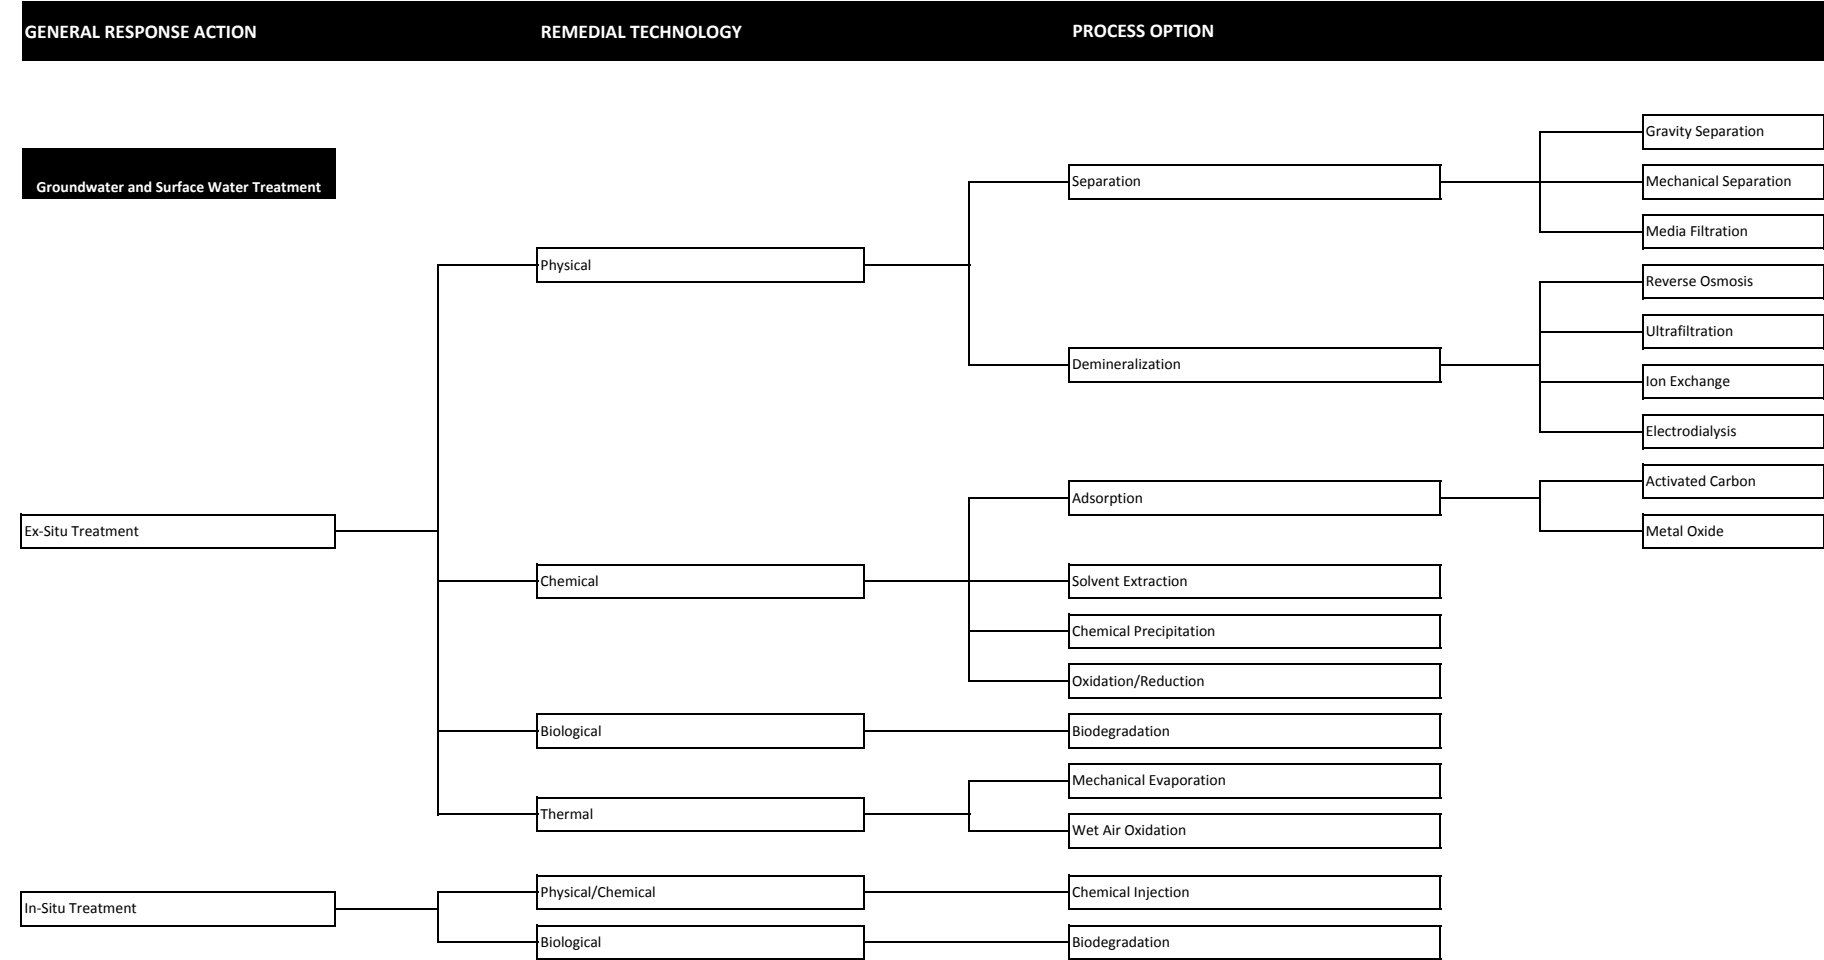 GENERAL RESPONSE ACTION
REMEDIAL TECHNOLOGY
PROCESS OPTION
Groundwater and Surface Water Treatment
Ex-Situ Treatment
Physical
Separation
Gravity Separation
Mechanical Separation
Media Filtration
Demineralization
Reverse Osmosis
Ultrafiltration
Ion Exchange
Electrodialysis
Chemical
Adsorption
Activated Carbon
Metal Oxide
Solvent Extraction
Chemical Precipitation
Oxidation/Reduction
Biological
Biodegradation
Thermal
Mechanical Evaporation
Wet Air Oxidation
In-Situ Treatment
Physical/Chemical
Chemical Injection
Biological
Biodegradation